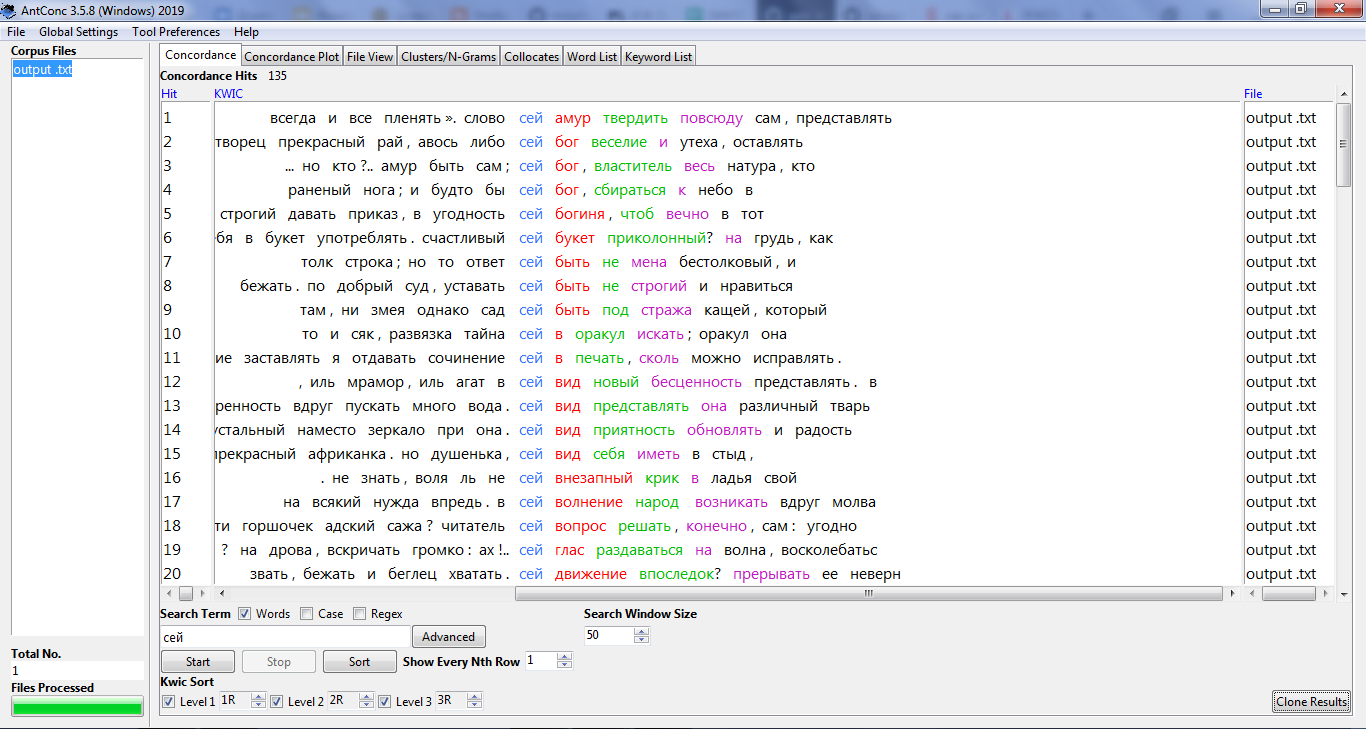 AntConc 3.5.8 (Windows) 2019
File Global Settings Tool Preferences Help
Corpus Files
output .txt
Total No.
1
Files Processed
Concordance Concordance Plot File View Clusters/N-Grams Collocates Word List Keyword List
Concordance Hits 135
Hit KWIC File
1 всегда и все пленять». слово сей амур твердить повсюду сам, представлять output .txt
2 творец прекрасный рай, авось либо сей бог веселие и утеха, оставлять output .txt
3 ... но кто?.. амур быть сам; сей бог, властитель весь натура, кто output .txt
4 раненый нога; и будто бы сей бог, сбираться к небо в output .txt
5 строгий давать приказ, в угодность сей богиня, чтоб вечно в тот output .txt
6 бя в букет употреблять. счастливый сей букет приколонный? на грудь, как output .txt
7 толк строка; но то ответ сей быть не мена бестолковый, и output .txt
8 бежать. по добрый суд, уставать сей быть не строгий и нравиться output .txt
9 там, ни змея однако сад сей быть под стража кащей, который output .txt
10 то и сяк, развязка тайна сей в оракул искать; оракул она output .txt
11 ие заставлять я отдавать сочинение сей в печать, сколь можно исправлять. output .txt
12 , иль мрамор, иль агат в сей вид новый бесценность представлять. в output .txt
13 ренность вдруг пускать много вода. сей вид представлять она различный тварь output .txt
14 устальный наместо зеркало при она. сей вид приятность обновлять и радость output .txt
15 прекрасный африканка. но душенька, сей вид себя иметь в стыд, output .txt
16 . не знать, воля ль не сей внезапный крик в ладья свой output .txt
17 на всякий нужда впредь. в сей волнение народ возникать вдруг молва output .txt
18 ти горшочек адский сажа? читатель сей вопрос решать, конечно, сам: угодно output .txt
19 ? на дрова, вскричать громко: ах!.. сей глас раздаваться на волна, восколебатьс output .txt
20 звать, бежать и беглец хватать. сей движение впоследок? прерывать ее неверн output .txt
Search Term Words Case Regex Search Window Size
сей Advanced 50
Start Stop Sort Show Every Nth Row 1
Kwic Sort
Level 1 1R Level 2 2R Level 3 3R Clone Results